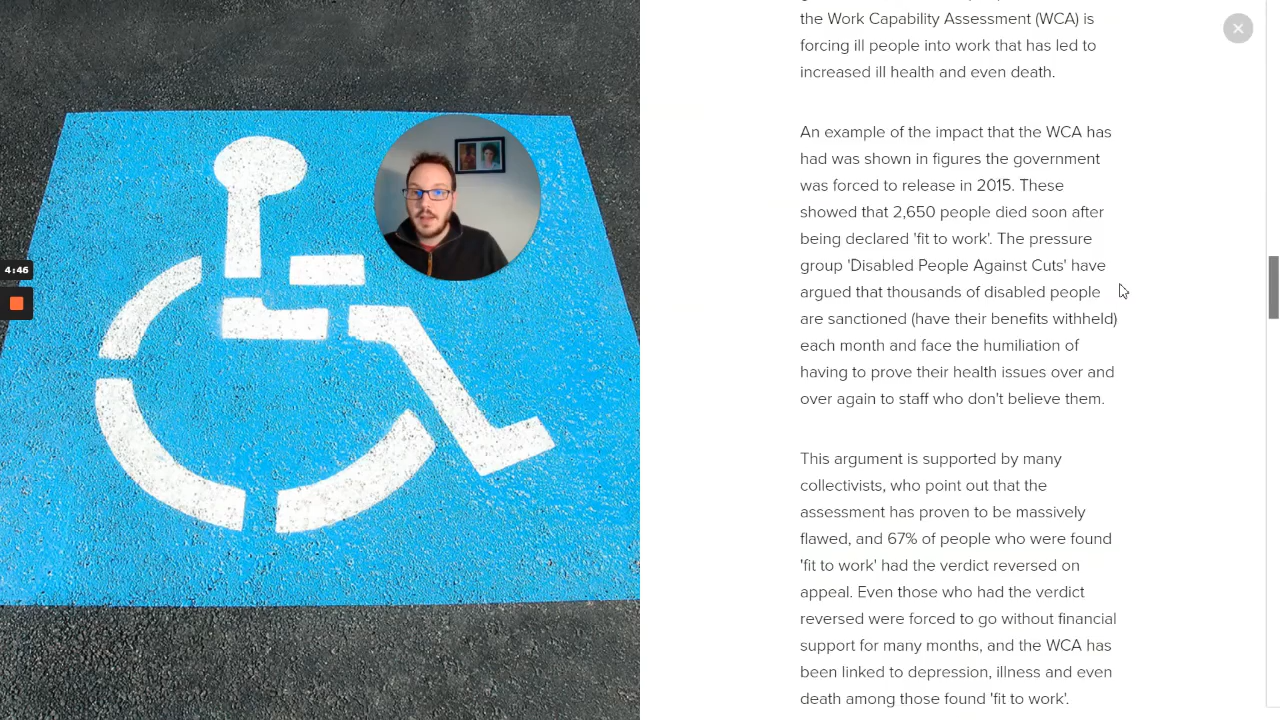 4:46
the Work Capability Assessment (WCA) is
forcing ill people into work that has led to
increased ill health and even death.
An example of the impact that the WCA has
had was shown in figures the government
was forced to release in 2015. These
showed that 2,650 people died soon after
being declared 'fit to work'. The pressure
group 'Disabled People Against Cuts' have
argued that thousands of disabled people
are sanctioned (have their benefits withheld)
each month and face the humiliation of
having to prove their health issues over and
over again to staff who don't believe them.
This argument is supported by many
collectivists, who point out that the
assessment has proven to be massively
flawed, and 67% of people who were found
'fit to work' had the verdict reversed on
appeal. Even those who had the verdict
reversed were forced to go without financial
support for many months, and the WCA has
been linked to depression, illness and even
death among those found 'fit to work'.